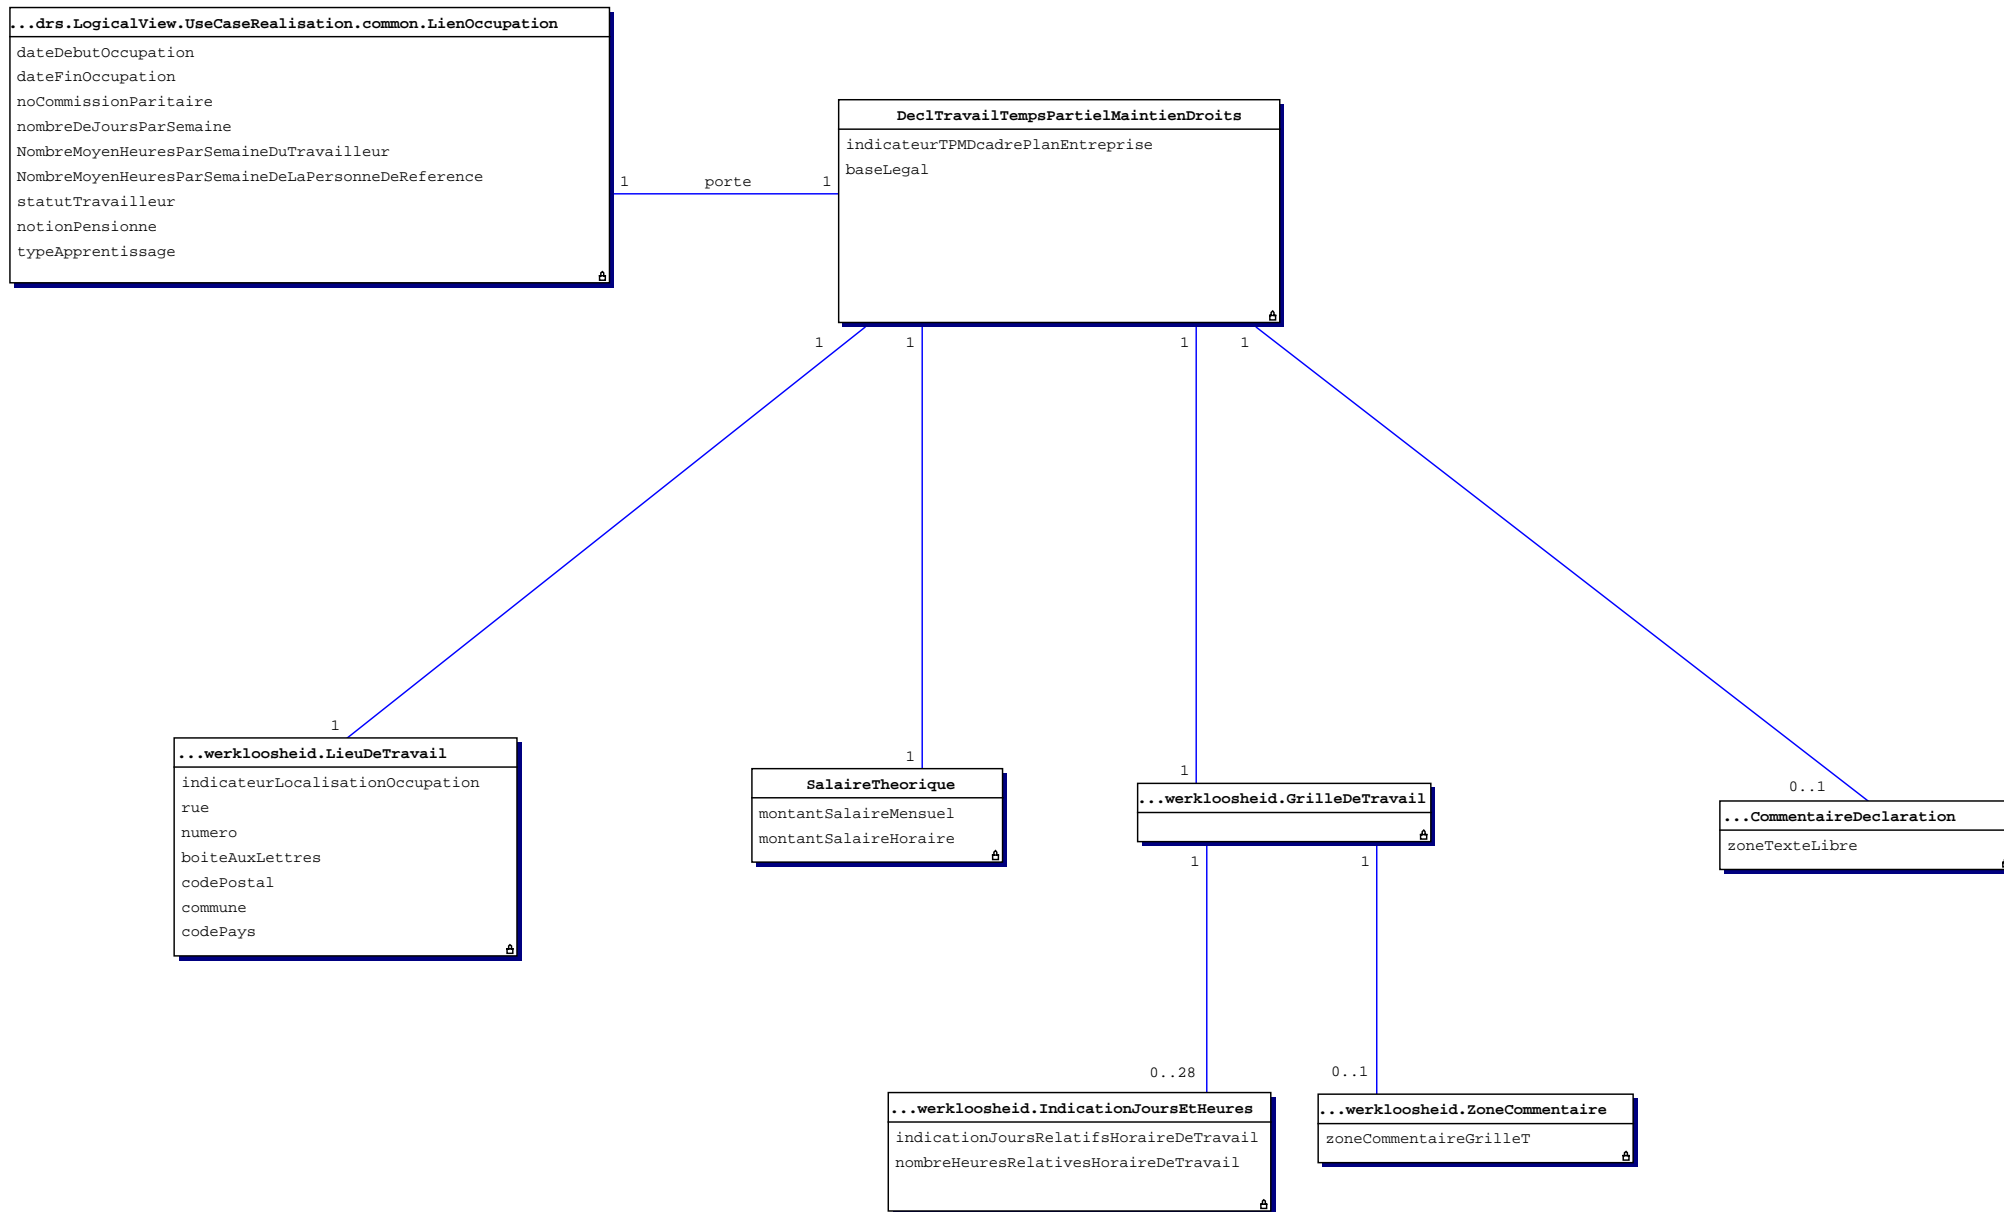 ...drs.LogicalView.UseCaseRealisation.common.LienOccupation
dateDebutOccupation
dateFinOccupation
noCommissionParitaire
nombreDeJoursParSemaine
NombreMoyenHeuresParSemaineDuTravailleur
NombreMoyenHeuresParSemaineDeLaPersonneDeReference
statutTravailleur
notionPensionne
typeApprentissage
1 porte 1
DeclTravailTempsPartielMaintienDroits
indicateurTPMDcadrePlanEntreprise
baseLegal
1 1 1 1
1
...werkloosheid.LieuDeTravail
indicateurLocalisationOccupation
rue
numero
boiteAuxLettres
codePostal
commune
codePays
1
SalaireTheorique
montantSalaireMensuel
montantSalaireHoraire
1
...werkloosheid.GrilleDeTravail
1 1
0..1
...CommentaireDeclaration
zoneTexteLibre
0..28
...werkloosheid.IndicationJoursEtHeures
indicationJoursRelatifsHoraireDeTravail
nombreHeuresRelativesHoraireDeTravail
0..1
...werkloosheid.ZoneCommentaire
zoneCommentaireGrilleT